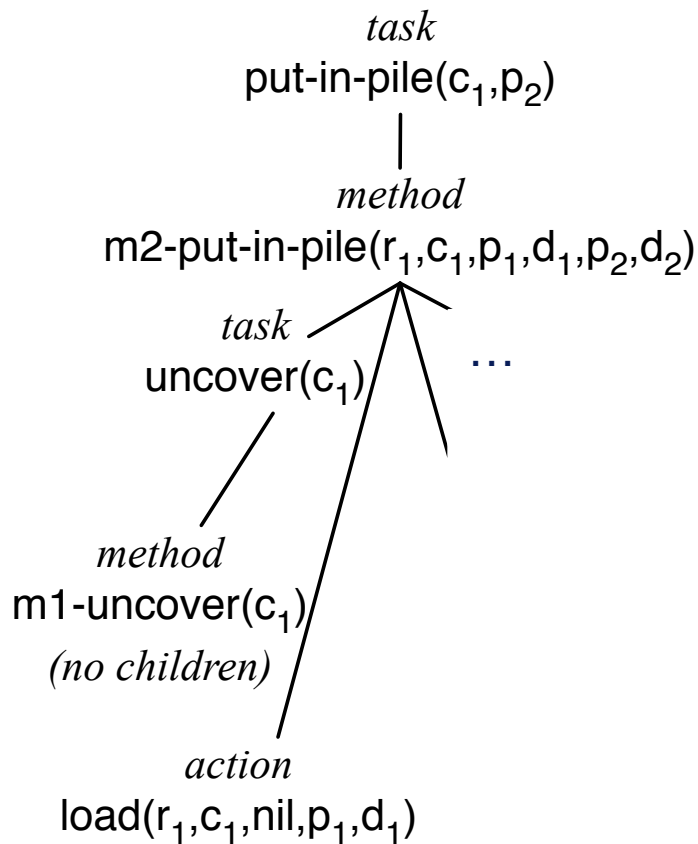 task
put-in-pile(c₁,p₂)
method
m2-put-in-pile(r₁,c₁,p₁,d₁,p₂,d₂)
task
uncover(c₁)
…
method
m1-uncover(c₁)
(no children)
action
load(r₁,c₁,nil,p₁,d₁)